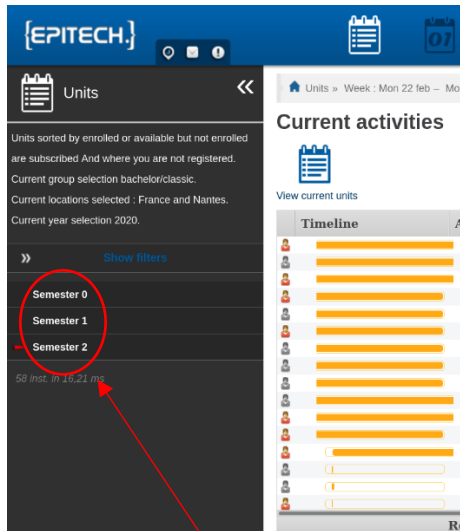 {EPITECH.}
01
Units
«
Units » Week : Mon 22 feb – Mo
Units sorted by enrolled or available but not enrolled
are subscribed And where you are not registered.
Current group selection bachelor/classic.
Current locations selected : France and Nantes.
Current year selection 2020.
» Show filters
Semester 0
Semester 1
Semester 2
58 inst. in 16,21 ms
Current activities
View current units
Timeline A
Re